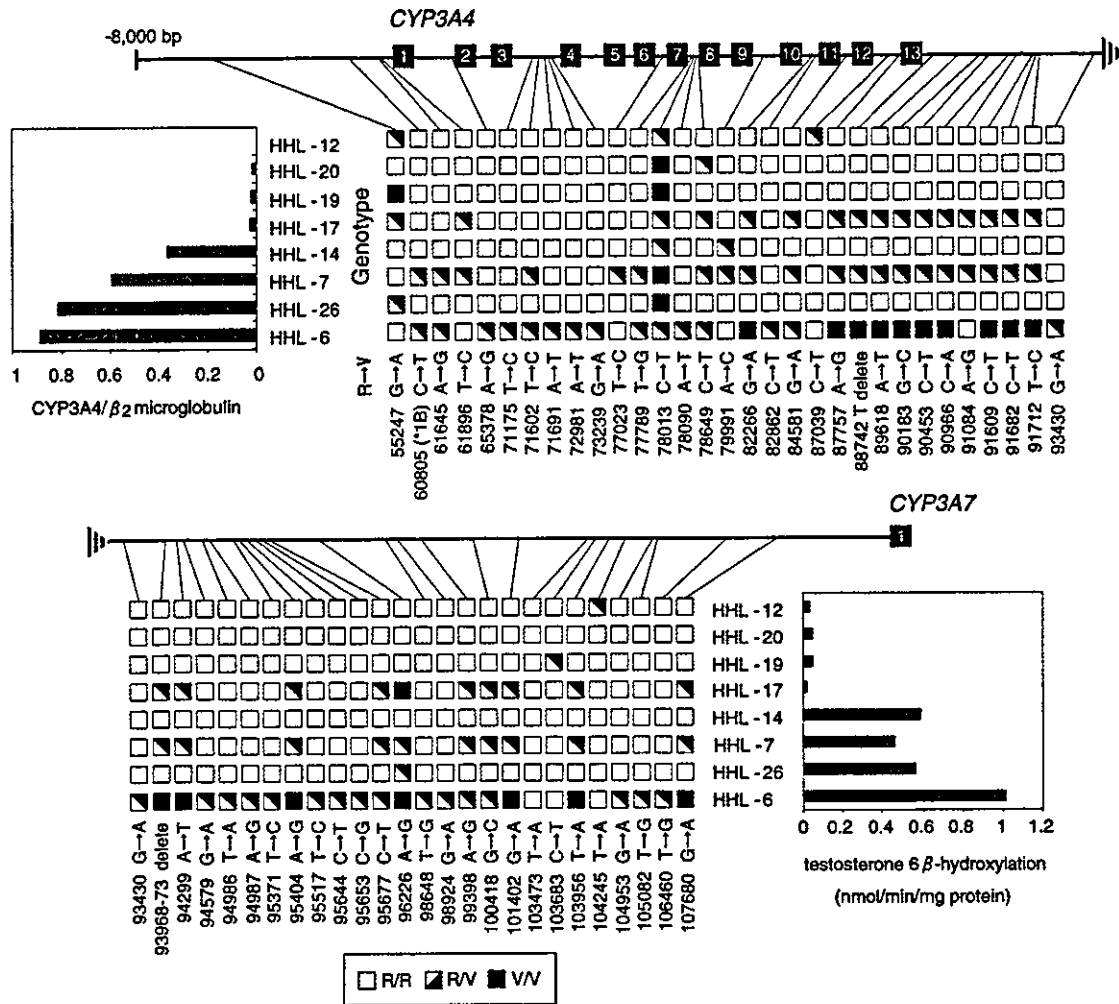 CYP3A4
-8,000 bp
1 2 3 4 5 6 7 8 9 10 11 12 13
HHL -12
HHL -20
HHL -19
HHL -17
HHL -14
HHL -7
HHL -26
HHL -6
Genotype
1 0.8 0.6 0.4 0.2 0
CYP3A4/β2 microglobulin
R→V
55247 G→A
60805 (*1B) C→T
61645 A→G
61896 T→C
65378 A→G
71175 T→C
71602 T→C
71691 A→T
72981 A→T
73239 G→A
77023 T→C
77789 T→G
78013 C→T
78090 A→T
78649 C→T
79991 A→C
82266 G→A
82862 C→T
84581 G→A
87039 C→T
87757 A→G
88742 T delete
89618 A→T
90183 G→C
90453 C→T
90966 C→A
91084 A→G
91609 C→T
91682 C→T
91712 T→C
93430 G→A
CYP3A7
1
HHL -12
HHL -20
HHL -19
HHL -17
HHL -14
HHL -7
HHL -26
HHL -6
93430 G→A
93968-73 delete
94299 A→T
94579 G→A
94986 T→A
94987 A→G
95371 T→C
95404 A→G
95517 T→C
95644 C→T
95653 C→G
95677 C→T
96226 A→G
98648 T→G
98924 G→A
99398 A→G
100418 G→C
101402 G→A
103473 T→A
103683 C→T
103956 T→A
104245 T→A
104953 G→A
105082 T→G
106460 T→G
107680 G→A
0 0.2 0.4 0.6 0.8 1 1.2
testosterone 6β-hydroxylation
(nmol/min/mg protein)
R/R R/V V/V